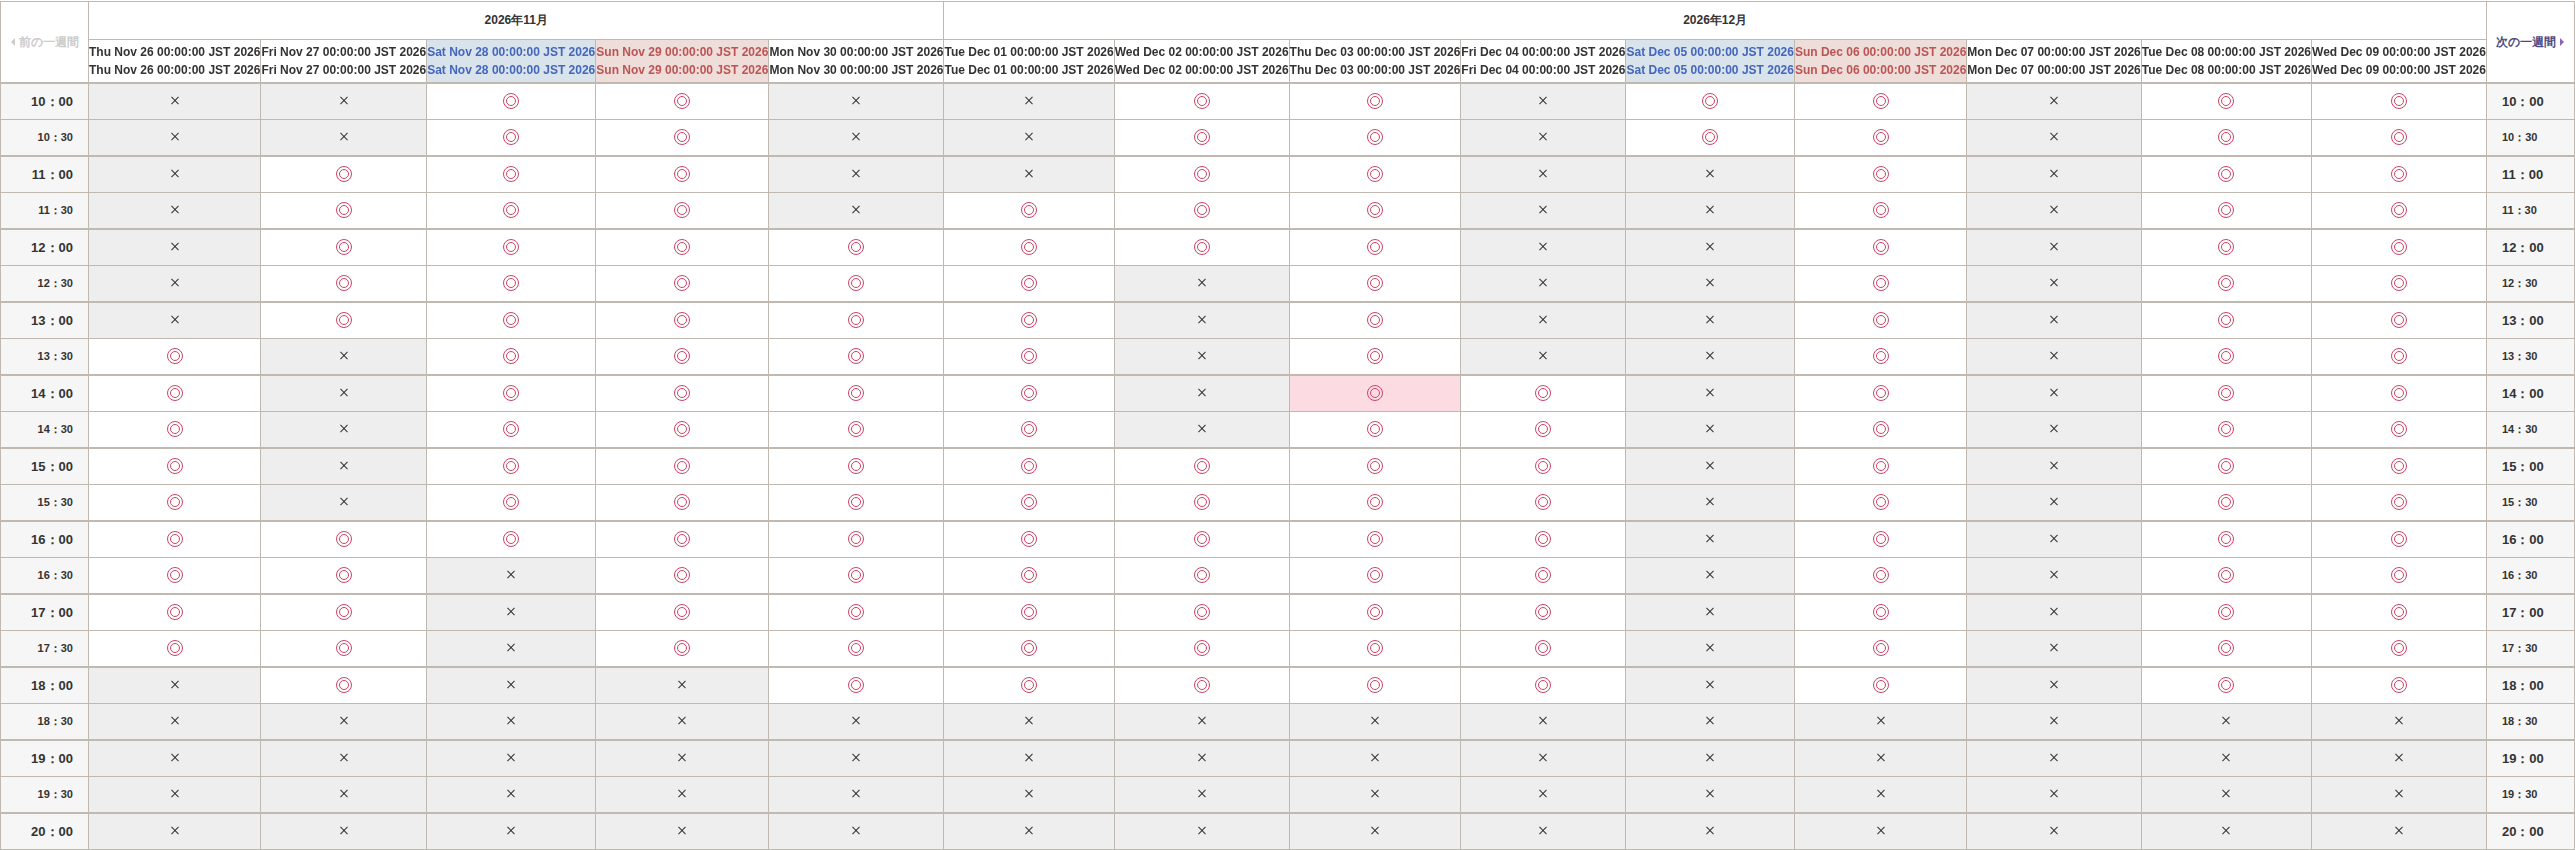 2026年11月 2026年12月
前の一週間 次の一週間
Thu Nov 26 00:00:00 JST 2026 Fri Nov 27 00:00:00 JST 2026 Sat Nov 28 00:00:00 JST 2026 Sun Nov 29 00:00:00 JST 2026 Mon Nov 30 00:00:00 JST 2026 Tue Dec 01 00:00:00 JST 2026 Wed Dec 02 00:00:00 JST 2026 Thu Dec 03 00:00:00 JST 2026 Fri Dec 04 00:00:00 JST 2026 Sat Dec 05 00:00:00 JST 2026 Sun Dec 06 00:00:00 JST 2026 Mon Dec 07 00:00:00 JST 2026 Tue Dec 08 00:00:00 JST 2026 Wed Dec 09 00:00:00 JST 2026
Thu Nov 26 00:00:00 JST 2026 Fri Nov 27 00:00:00 JST 2026 Sat Nov 28 00:00:00 JST 2026 Sun Nov 29 00:00:00 JST 2026 Mon Nov 30 00:00:00 JST 2026 Tue Dec 01 00:00:00 JST 2026 Wed Dec 02 00:00:00 JST 2026 Thu Dec 03 00:00:00 JST 2026 Fri Dec 04 00:00:00 JST 2026 Sat Dec 05 00:00:00 JST 2026 Sun Dec 06 00:00:00 JST 2026 Mon Dec 07 00:00:00 JST 2026 Tue Dec 08 00:00:00 JST 2026 Wed Dec 09 00:00:00 JST 2026
10：00 × × ◎ ◎ × × ◎ ◎ × ◎ ◎ × ◎ ◎ 10：00
10：30 × × ◎ ◎ × × ◎ ◎ × ◎ ◎ × ◎ ◎ 10：30
11：00 × ◎ ◎ ◎ × × ◎ ◎ × × ◎ × ◎ ◎ 11：00
11：30 × ◎ ◎ ◎ × ◎ ◎ ◎ × × ◎ × ◎ ◎ 11：30
12：00 × ◎ ◎ ◎ ◎ ◎ ◎ ◎ × × ◎ × ◎ ◎ 12：00
12：30 × ◎ ◎ ◎ ◎ ◎ × ◎ × × ◎ × ◎ ◎ 12：30
13：00 × ◎ ◎ ◎ ◎ ◎ × ◎ × × ◎ × ◎ ◎ 13：00
13：30 ◎ × ◎ ◎ ◎ ◎ × ◎ × × ◎ × ◎ ◎ 13：30
14：00 ◎ × ◎ ◎ ◎ ◎ × ◎ ◎ × ◎ × ◎ ◎ 14：00
14：30 ◎ × ◎ ◎ ◎ ◎ × ◎ ◎ × ◎ × ◎ ◎ 14：30
15：00 ◎ × ◎ ◎ ◎ ◎ ◎ ◎ ◎ × ◎ × ◎ ◎ 15：00
15：30 ◎ × ◎ ◎ ◎ ◎ ◎ ◎ ◎ × ◎ × ◎ ◎ 15：30
16：00 ◎ ◎ ◎ ◎ ◎ ◎ ◎ ◎ ◎ × ◎ × ◎ ◎ 16：00
16：30 ◎ ◎ × ◎ ◎ ◎ ◎ ◎ ◎ × ◎ × ◎ ◎ 16：30
17：00 ◎ ◎ × ◎ ◎ ◎ ◎ ◎ ◎ × ◎ × ◎ ◎ 17：00
17：30 ◎ ◎ × ◎ ◎ ◎ ◎ ◎ ◎ × ◎ × ◎ ◎ 17：30
18：00 × ◎ × × ◎ ◎ ◎ ◎ ◎ × ◎ × ◎ ◎ 18：00
18：30 × × × × × × × × × × × × × × 18：30
19：00 × × × × × × × × × × × × × × 19：00
19：30 × × × × × × × × × × × × × × 19：30
20：00 × × × × × × × × × × × × × × 20：00